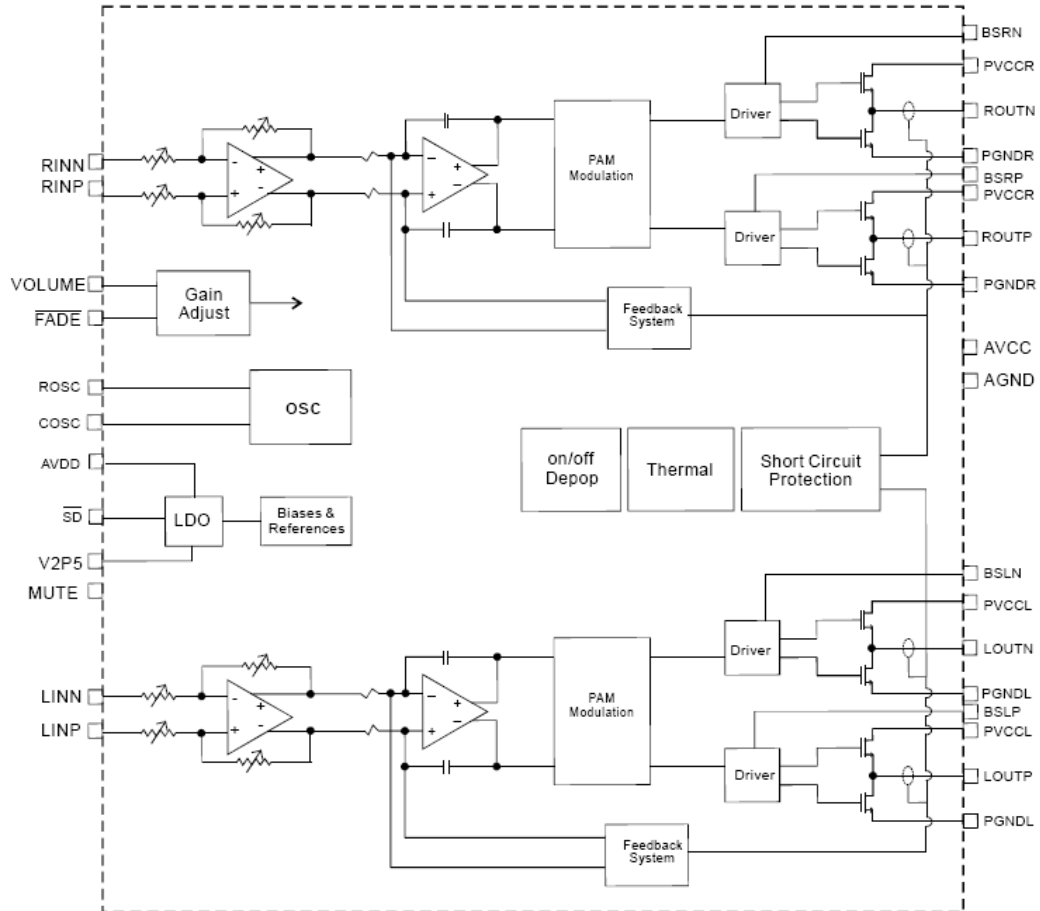 BSRN
PVCCR
Driver
ROUTN
PAM
Modulation
RINN
RINP
-
+
+
-
-
+
+
-
PGNDR
BSRP
PVCCR
Driver
ROUTP
VOLUME
FADE
Gain
Adjust
Feedback
System
PGNDR
AVCC
AGND
ROSC
COSC
OSC
AVDD
SD
V2P5
MUTE
LDO
Biases &
References
on/off
Depop
Thermal
Short Circuit
Protection
BSLN
PVCCL
Driver
LOUTN
PAM
Modulation
LINN
LINP
-
+
+
-
-
+
+
-
PGNDL
BSLP
PVCCL
Driver
LOUTP
Feedback
System
PGNDL